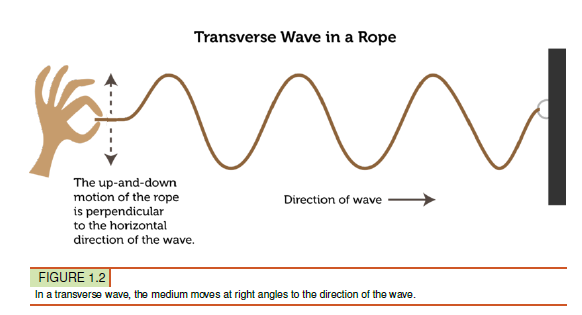 Transverse Wave in a Rope
The up-and-down
motion of the rope
is perpendicular
to the horizontal
direction of the wave.
Direction of wave
FIGURE 1.2
In a transverse wave, the medium moves at right angles to the direction of the wave.